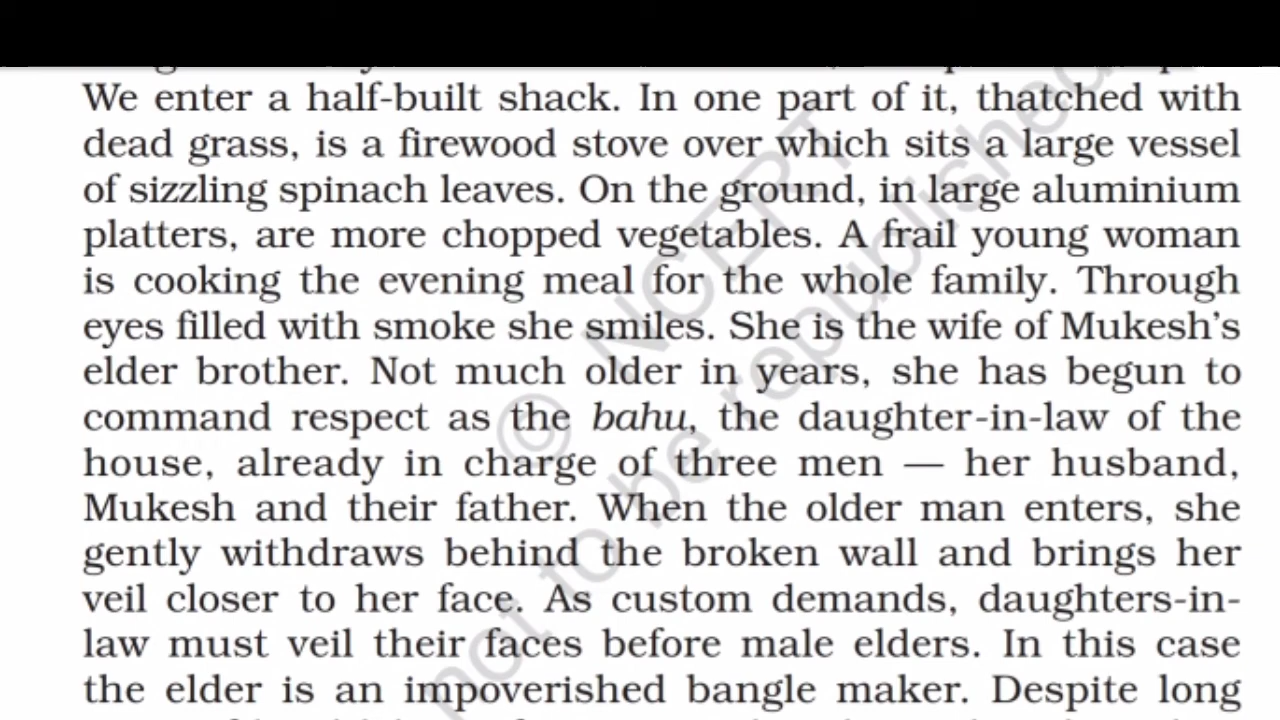 We enter a half-built shack. In one part of it, thatched with
dead grass, is a firewood stove over which sits a large vessel
of sizzling spinach leaves. On the ground, in large aluminium
platters, are more chopped vegetables. A frail young woman
is cooking the evening meal for the whole family. Through
eyes filled with smoke she smiles. She is the wife of Mukesh’s
elder brother. Not much older in years, she has begun to
command respect as the bahu, the daughter-in-law of the
house, already in charge of three men — her husband,
Mukesh and their father. When the older man enters, she
gently withdraws behind the broken wall and brings her
veil closer to her face. As custom demands, daughters-in-
law must veil their faces before male elders. In this case
the elder is an impoverished bangle maker. Despite long
© NCERT
not to be republished